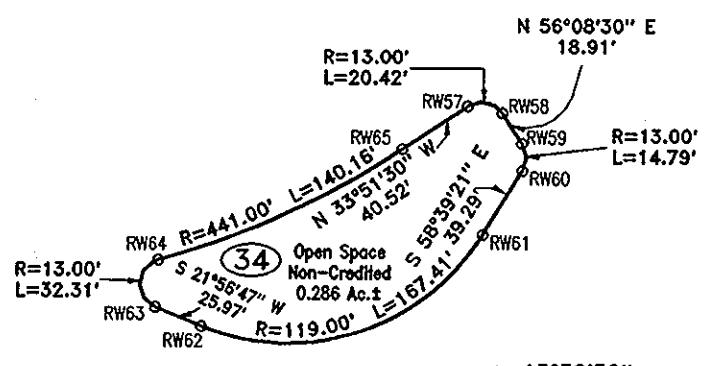 N 56°08'30" E
18.91'
R=13.00'
L=20.42'
RW57
RW58
RW59
R=13.00'
L=14.79'
RW60
RW65
R=441.00' L=140.16'
N 33°51'30" W
40.52'
S 58°39'21" E
39.29'
RW61
RW64
34
Open Space
Non-Credited
0.286 Ac.±
R=13.00'
L=32.31'
S 21°56'47" W
25.97'
RW63
RW62
R=119.00' L=167.41'